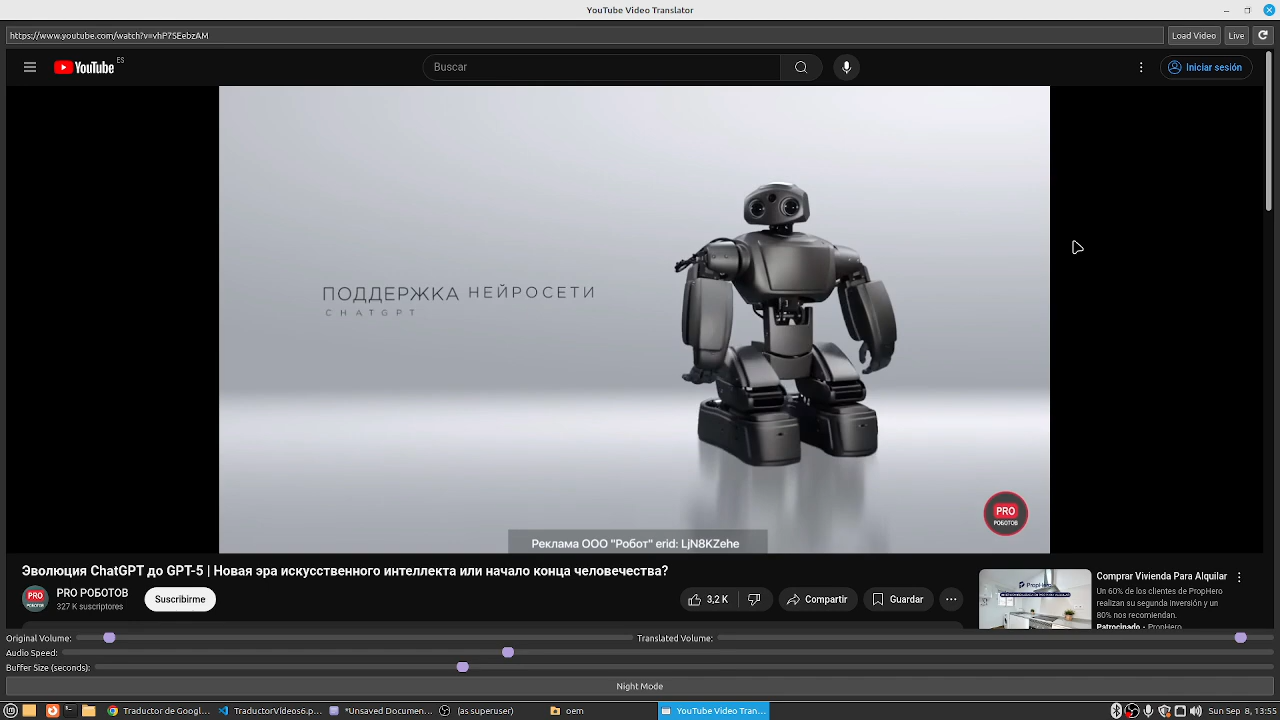 YouTube Video Translator
https://www.youtube.com/watch?v=vhP7SEebzAM
Load Video
Live
YouTube ES
Buscar
Iniciar sesión
ПОДДЕРЖКА НЕЙРОСЕТИ
CHATGPT
PRO
РОБОТОВ
Реклама ООО "Робот" erid: LjN8KZehe
Эволюция ChatGPT до GPT-5 | Новая эра искусственного интеллекта или начало конца человечества?
PRO
РОБОТОВ
PRO РОБОТОВ
327 K suscriptores
Suscribirme
3,2 K
Compartir
Guardar
PropHero
Comprar Vivienda Para Alquilar
Un 60% de los clientes de PropHero
realizan su segunda inversión y un
80% nos recomiendan.
Patrocinado · PropHero
Original Volume:
Translated Volume:
Audio Speed:
Buffer Size (seconds):
Night Mode
Traductor de Googl...
TraductorVídeos6.p...
*Unsaved Documen...
(as superuser)
oem
YouTube Video Tran...
Sun Sep 8, 13:55